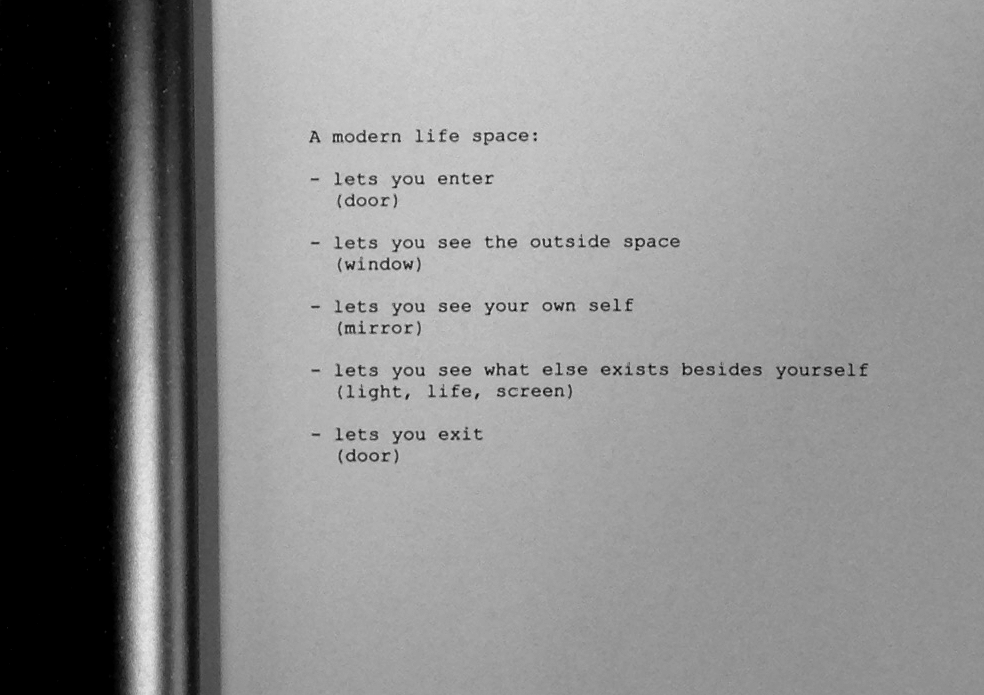 A modern life space:
- lets you enter
(door)
- lets you see the outside space
(window)
- lets you see your own self
(mirror)
- lets you see what else exists besides yourself
(light, life, screen)
- lets you exit
(door)